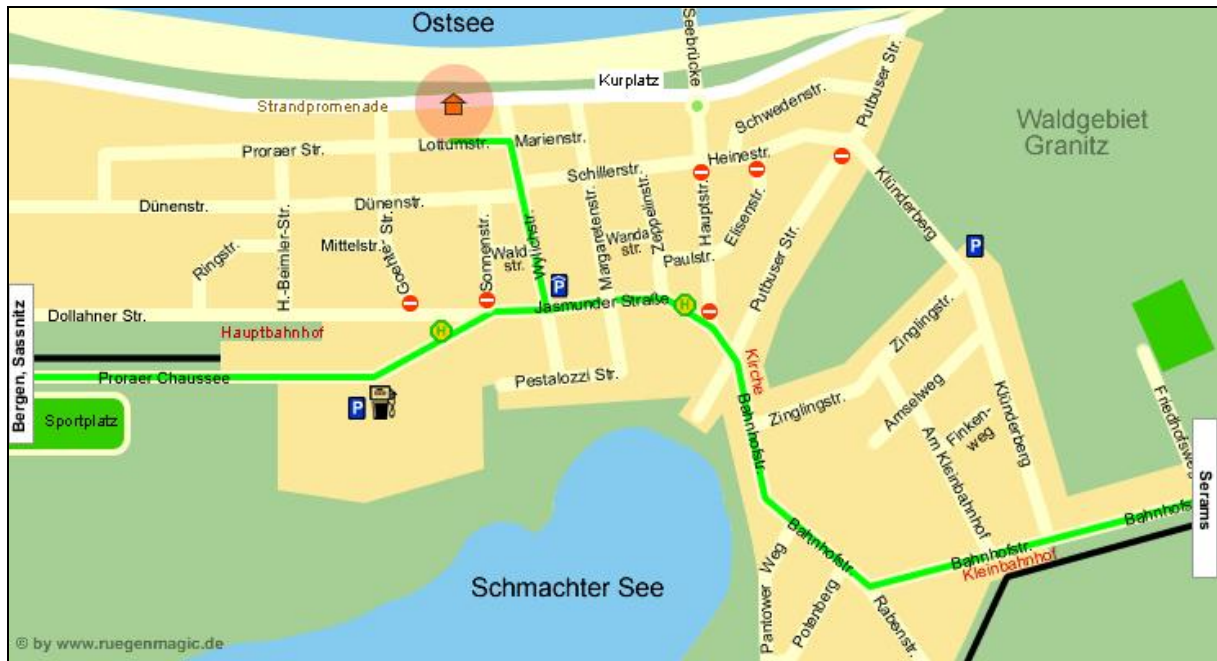 Ostsee
Seebrücke
Kurplatz
Strandpromenade
Putbuser Str.
Schwedenstr.
Waldgebiet
Granitz
Proraer Str.
Lottumstr.
Marienstr.
Heinestr.
Schillerstr.
Klünderberg
Dünenstr.
Dünenstr.
H.-Beimler-Str.
Goehte-Str.
Mittelstr.
Ringstr.
Sonnenstr.
Wald
str.
Wylichstr.
Margaretenstr.
Wanda
str.
Zeppelinstr.
Hauptstr.
Elisenstr.
Paulstr.
Putbuser Str.
P
P
Bergen, Sassnitz
Dollahner Str.
Hauptbahnhof
H
Jasmunder Straße
H
Zinglingstr.
Proraer Chaussee
Pestalozzi Str.
Kirche
Bahnhofstr.
Zinglingstr.
Amselweg
Finken-
weg
Klünderberg
Am Kleinbahnhof
Friedhofsweg
P
Sportplatz
Serams
Bahnhofstr.
Bahnhofstr.
Bahnhofs
Kleinbahnhof
Schmachter See
Pantower Weg
Potenberg
Rabenstr.
© by www.ruegenmagic.de